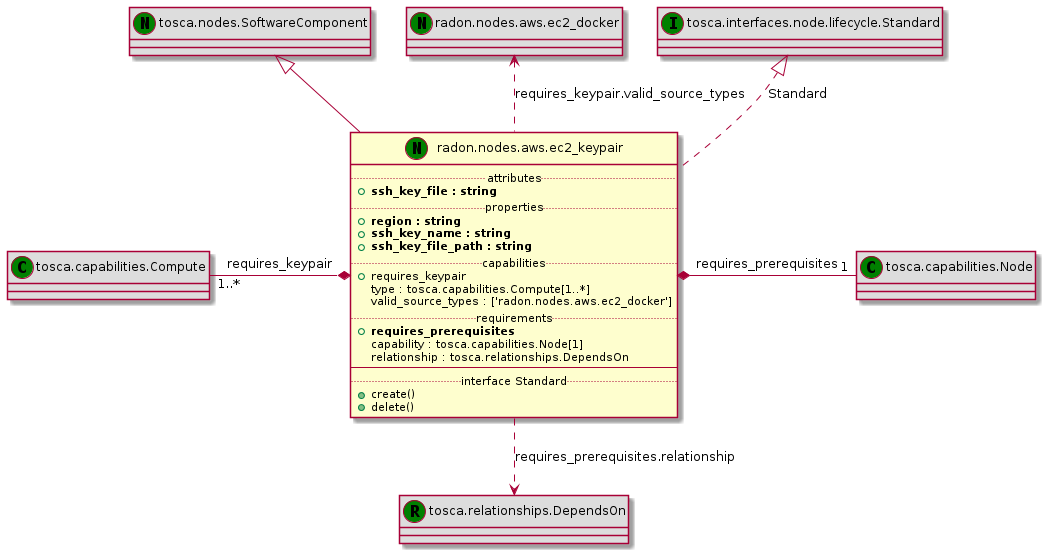 N tosca.nodes.SoftwareComponent
N radon.nodes.aws.ec2_docker
I tosca.interfaces.node.lifecycle.Standard
requires_keypair.valid_source_types
Standard
N radon.nodes.aws.ec2_keypair
attributes
ssh_key_file : string
properties
region : string
ssh_key_name : string
ssh_key_file_path : string
capabilities
requires_keypair
type : tosca.capabilities.Compute[1..*]
valid_source_types : ['radon.nodes.aws.ec2_docker']
requirements
requires_prerequisites
capability : tosca.capabilities.Node[1]
relationship : tosca.relationships.DependsOn
interface Standard
create()
delete()
C tosca.capabilities.Compute
requires_keypair
1..*
requires_prerequisites
1
C tosca.capabilities.Node
requires_prerequisites.relationship
R tosca.relationships.DependsOn